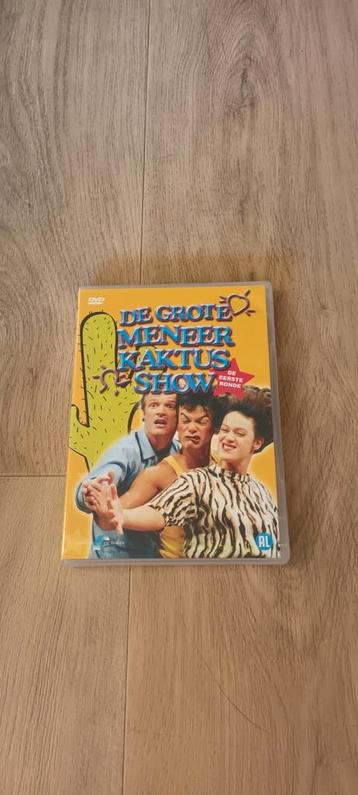 DVD
DE GROTE
MENEER
KAKTUS
SHOW
DE
EERSTE
RONDE
AL